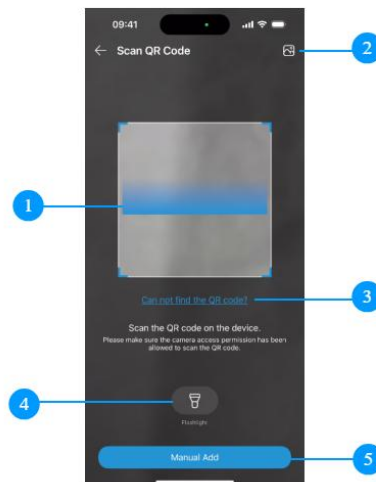 09:41
Scan QR Code
2
1
Can not find the QR code?
3
Scan the QR code on the device.
Please make sure the camera access permission has been
allowed to scan the QR code.
4
Flashlight
Manual Add
5